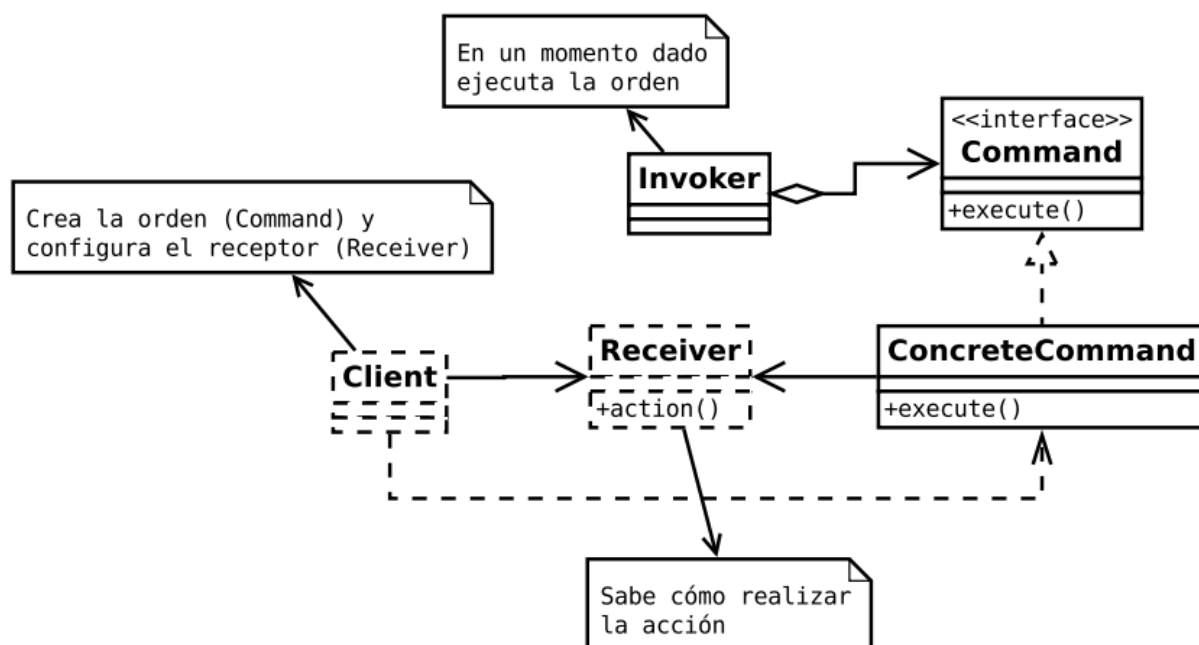 En un momento dado
ejecuta la orden
<<interface>>
Command
+execute()
Invoker
Crea la orden (Command) y
configura el receptor (Receiver)
Client
Receiver
+action()
ConcreteCommand
+execute()
Sabe cómo realizar
la acción